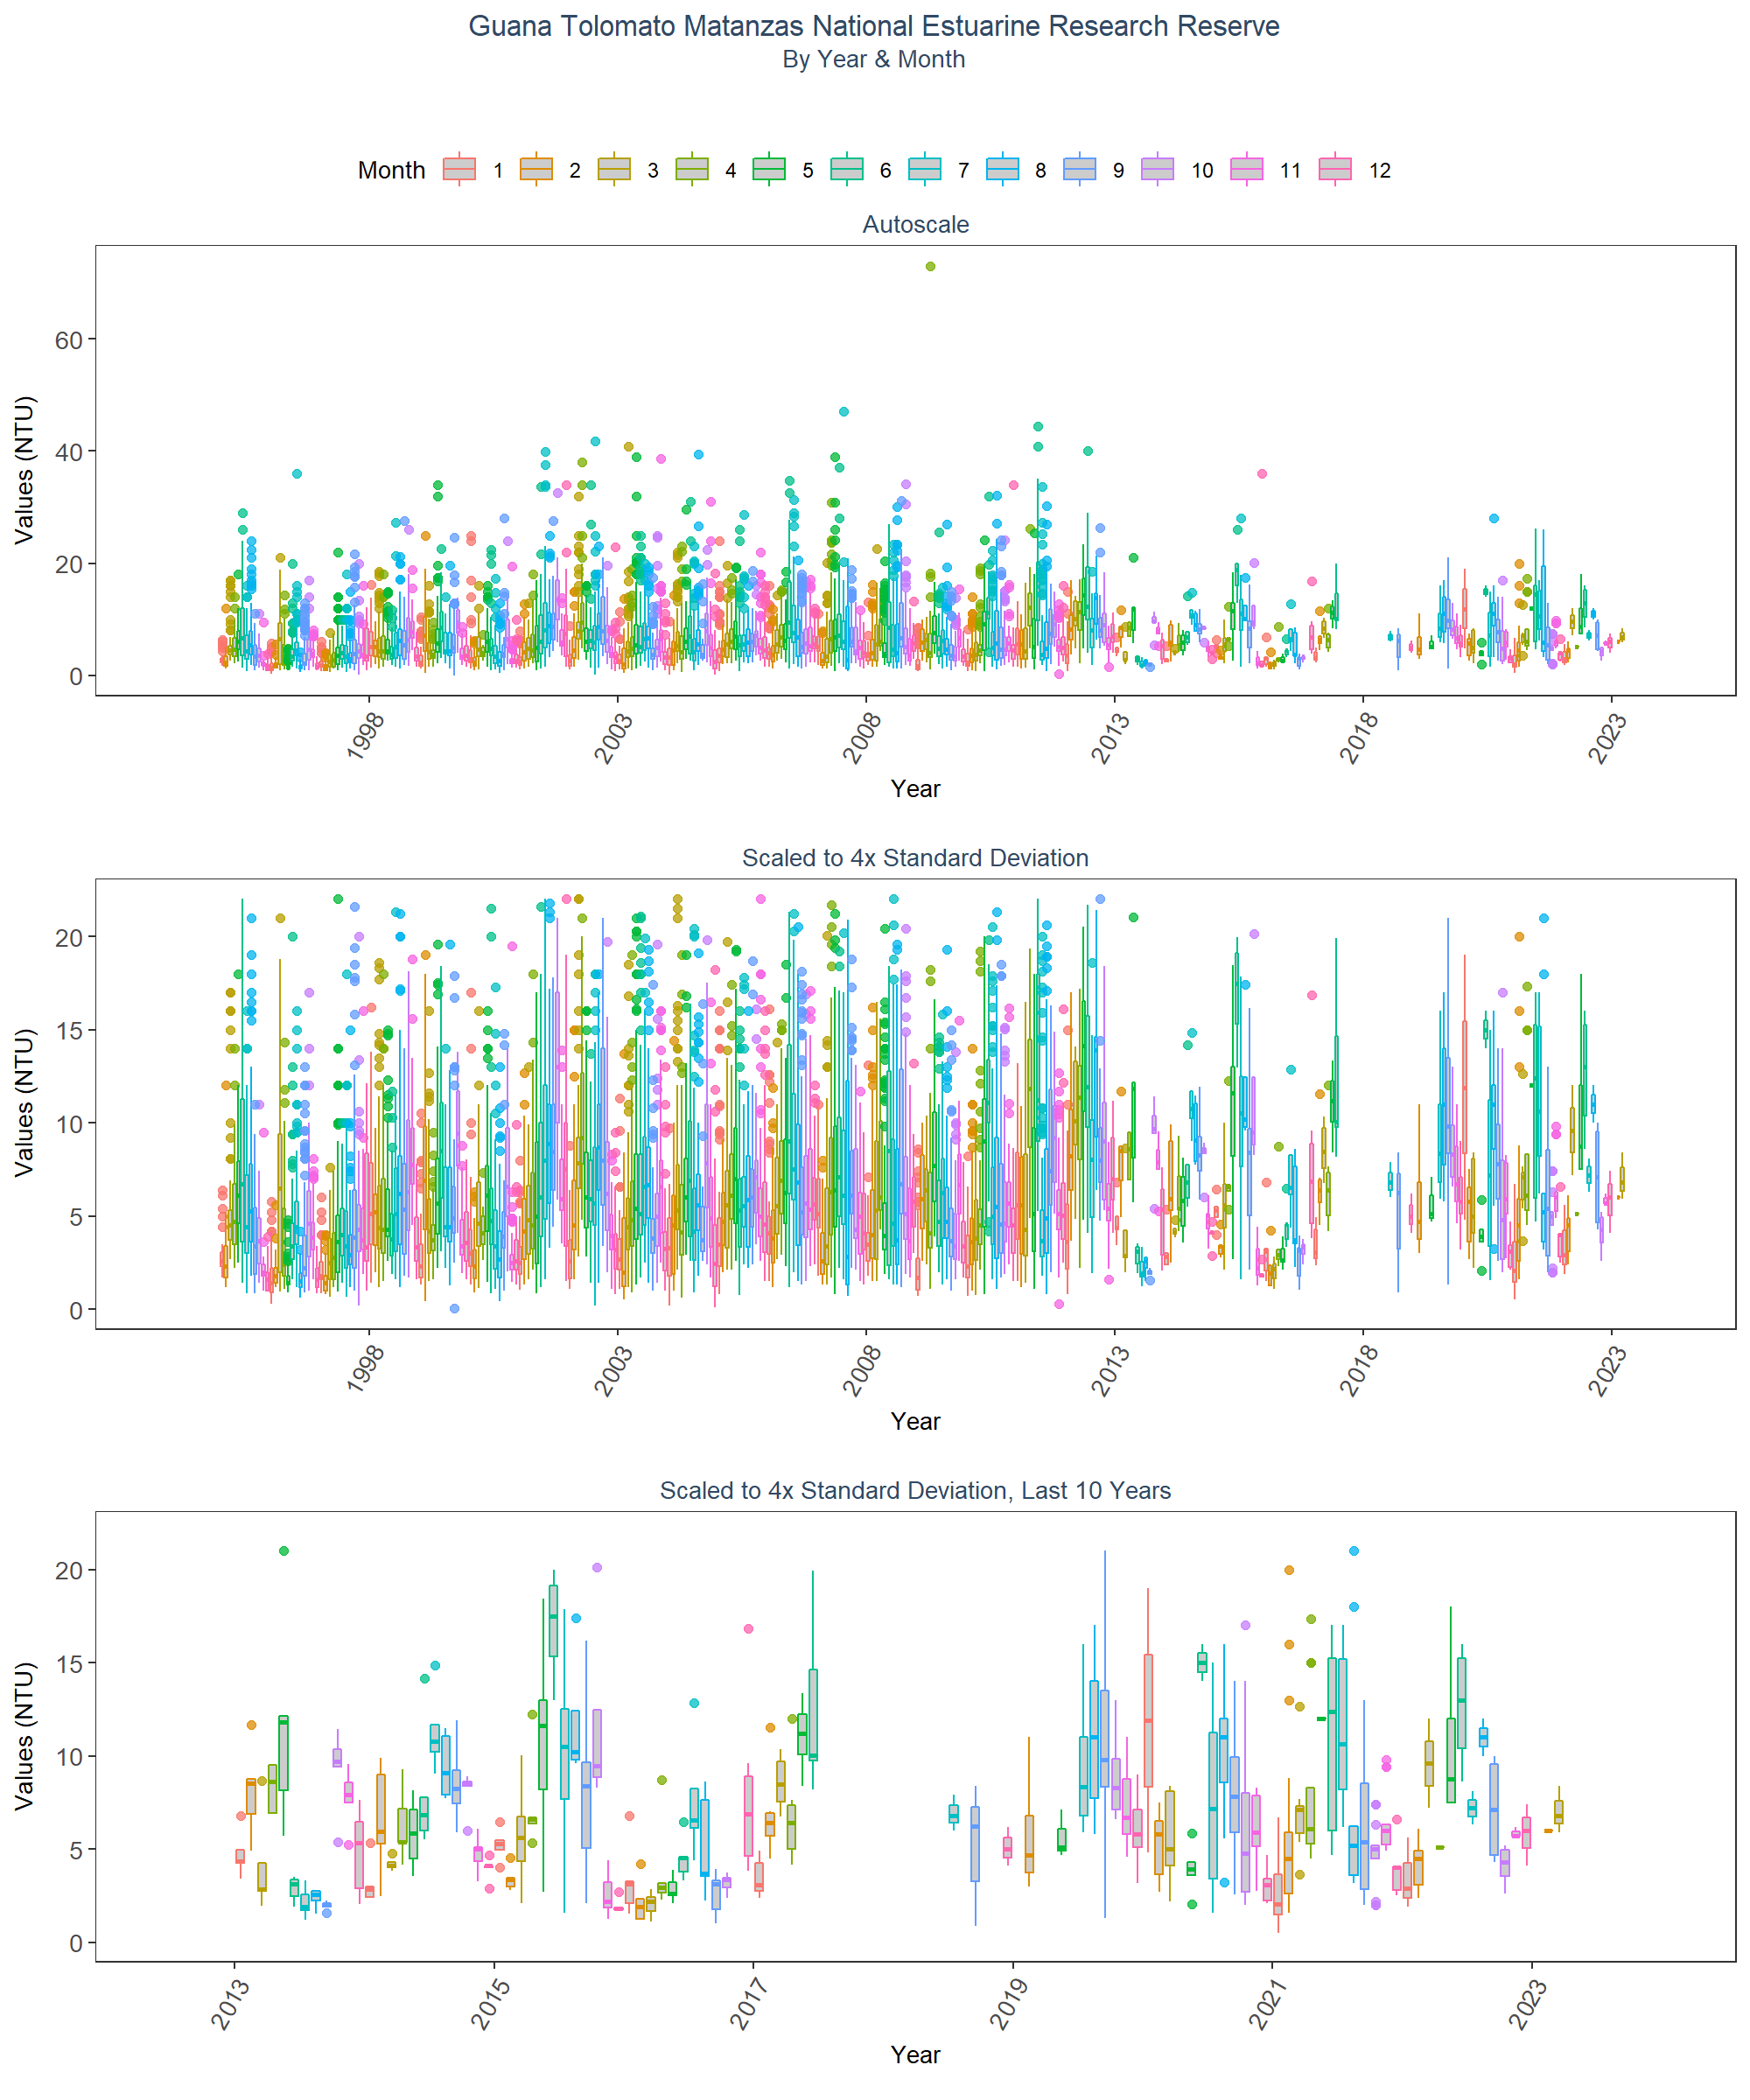 Guana Tolomato Matanzas National Estuarine Research Reserve
By Year & Month
Month 1 2 3 4 5 6 7 8 9 10 11 12
Autoscale
Values (NTU)
60
40
20
0
1998 2003 2008 2013 2018 2023
Year
Scaled to 4x Standard Deviation
Values (NTU)
20
15
10
5
0
1998 2003 2008 2013 2018 2023
Year
Scaled to 4x Standard Deviation, Last 10 Years
Values (NTU)
20
15
10
5
0
2013 2015 2017 2019 2021 2023
Year